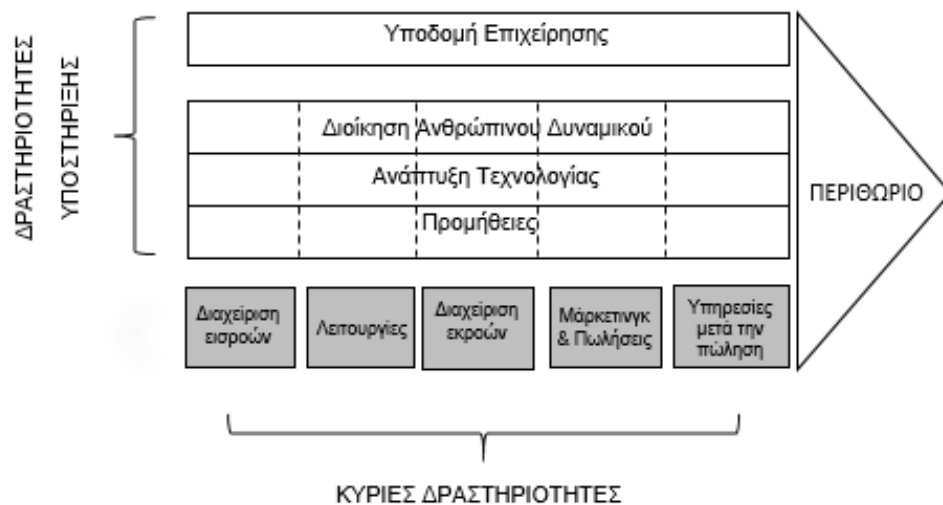 ΔΡΑΣΤΗΡΙΟΤΗΤΕΣ
ΥΠΟΣΤΗΡΙΞΗΣ
Υποδομή Επιχείρησης
Διοίκηση Ανθρώπινου Δυναμικού
Ανάπτυξη Τεχνολογίας
Προμήθειες
ΠΕΡΙΘΩΡΙΟ
Διαχείριση
εισροών
Λειτουργίες
Διαχείριση
εκροών
Μάρκετινγκ
& Πωλήσεις
Υπηρεσίες
μετά την
πώληση
ΚΥΡΙΕΣ ΔΡΑΣΤΗΡΙΟΤΗΤΕΣ